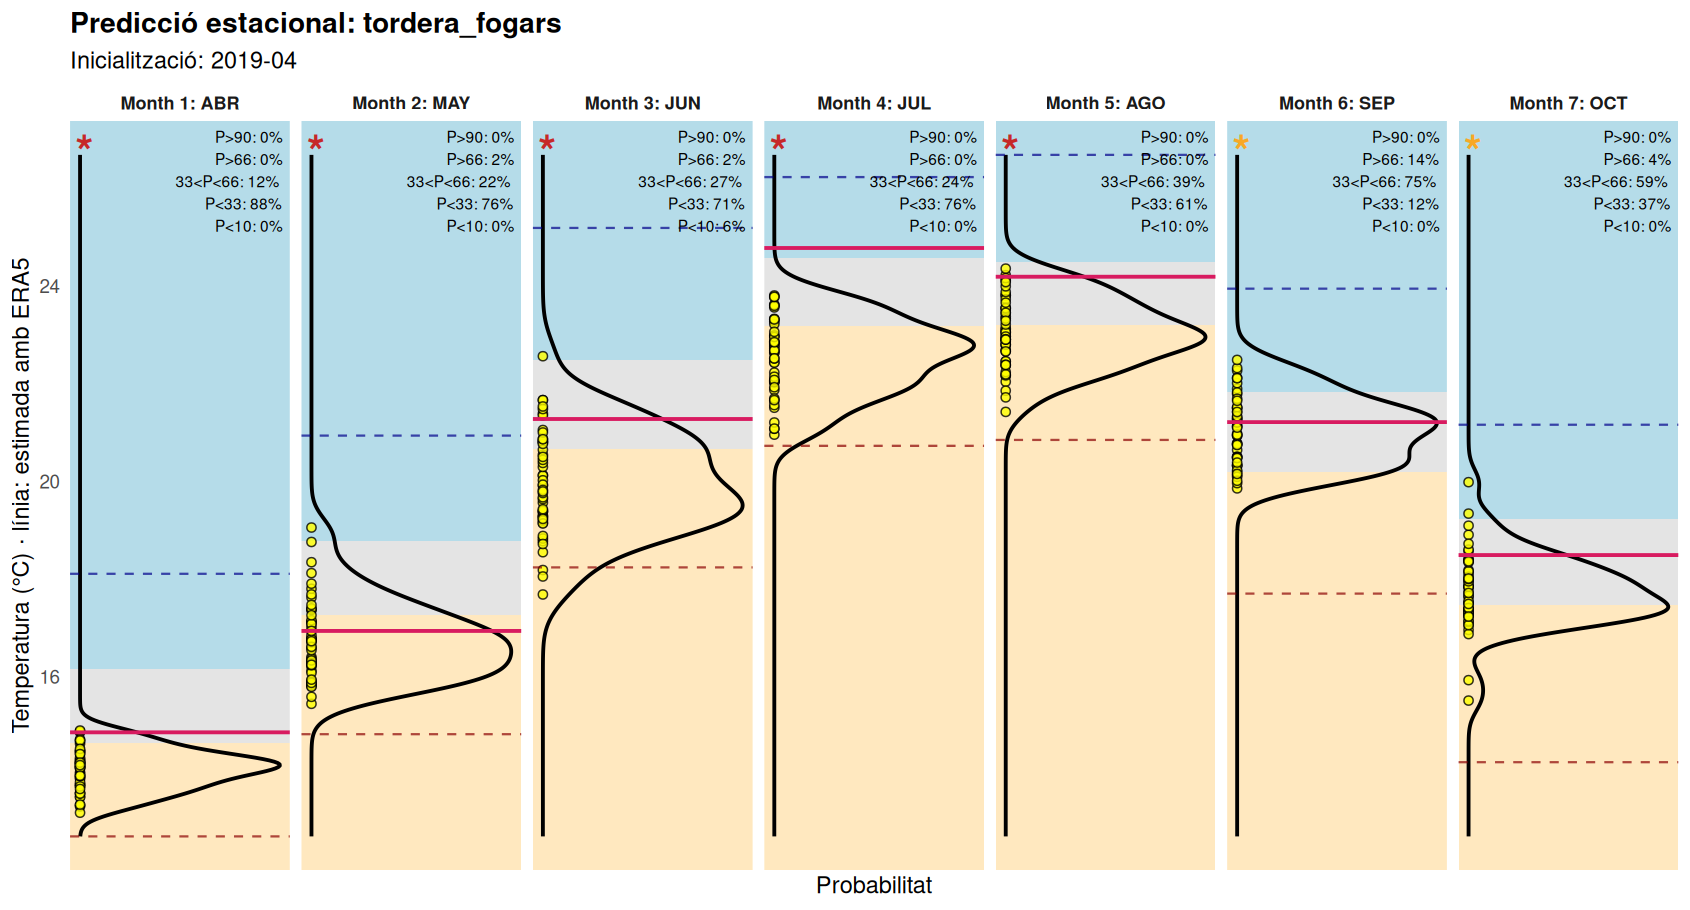 Predicció estacional: tordera_fogars
Inicialització: 2019-04
Month 1: ABR
Month 2: MAY
Month 3: JUN
Month 4: JUL
Month 5: AGO
Month 6: SEP
Month 7: OCT
*
P>90: 0%
P>66: 0%
33<P<66: 12%
P<33: 88%
P<10: 0%
*
P>90: 0%
P>66: 2%
33<P<66: 22%
P<33: 76%
P<10: 0%
*
P>90: 0%
P>66: 2%
33<P<66: 27%
P<33: 71%
P<10: 6%
*
P>90: 0%
P>66: 0%
33<P<66: 24%
P<33: 76%
P<10: 0%
*
P>90: 0%
P>66: 0%
33<P<66: 39%
P<33: 61%
P<10: 0%
*
P>90: 0%
P>66: 14%
33<P<66: 75%
P<33: 12%
P<10: 0%
*
P>90: 0%
P>66: 4%
33<P<66: 59%
P<33: 37%
P<10: 0%
Temperatura (°C) · línia: estimada amb ERA5
24
20
16
Probabilitat